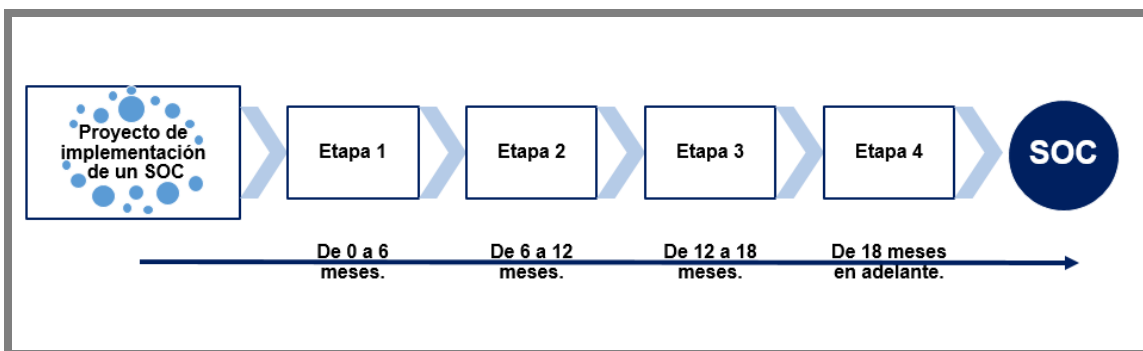 Proyecto de
implementación
de un SOC
Etapa 1
Etapa 2
Etapa 3
Etapa 4
SOC
De 0 a 6
meses.
De 6 a 12
meses.
De 12 a 18
meses.
De 18 meses
en adelante.